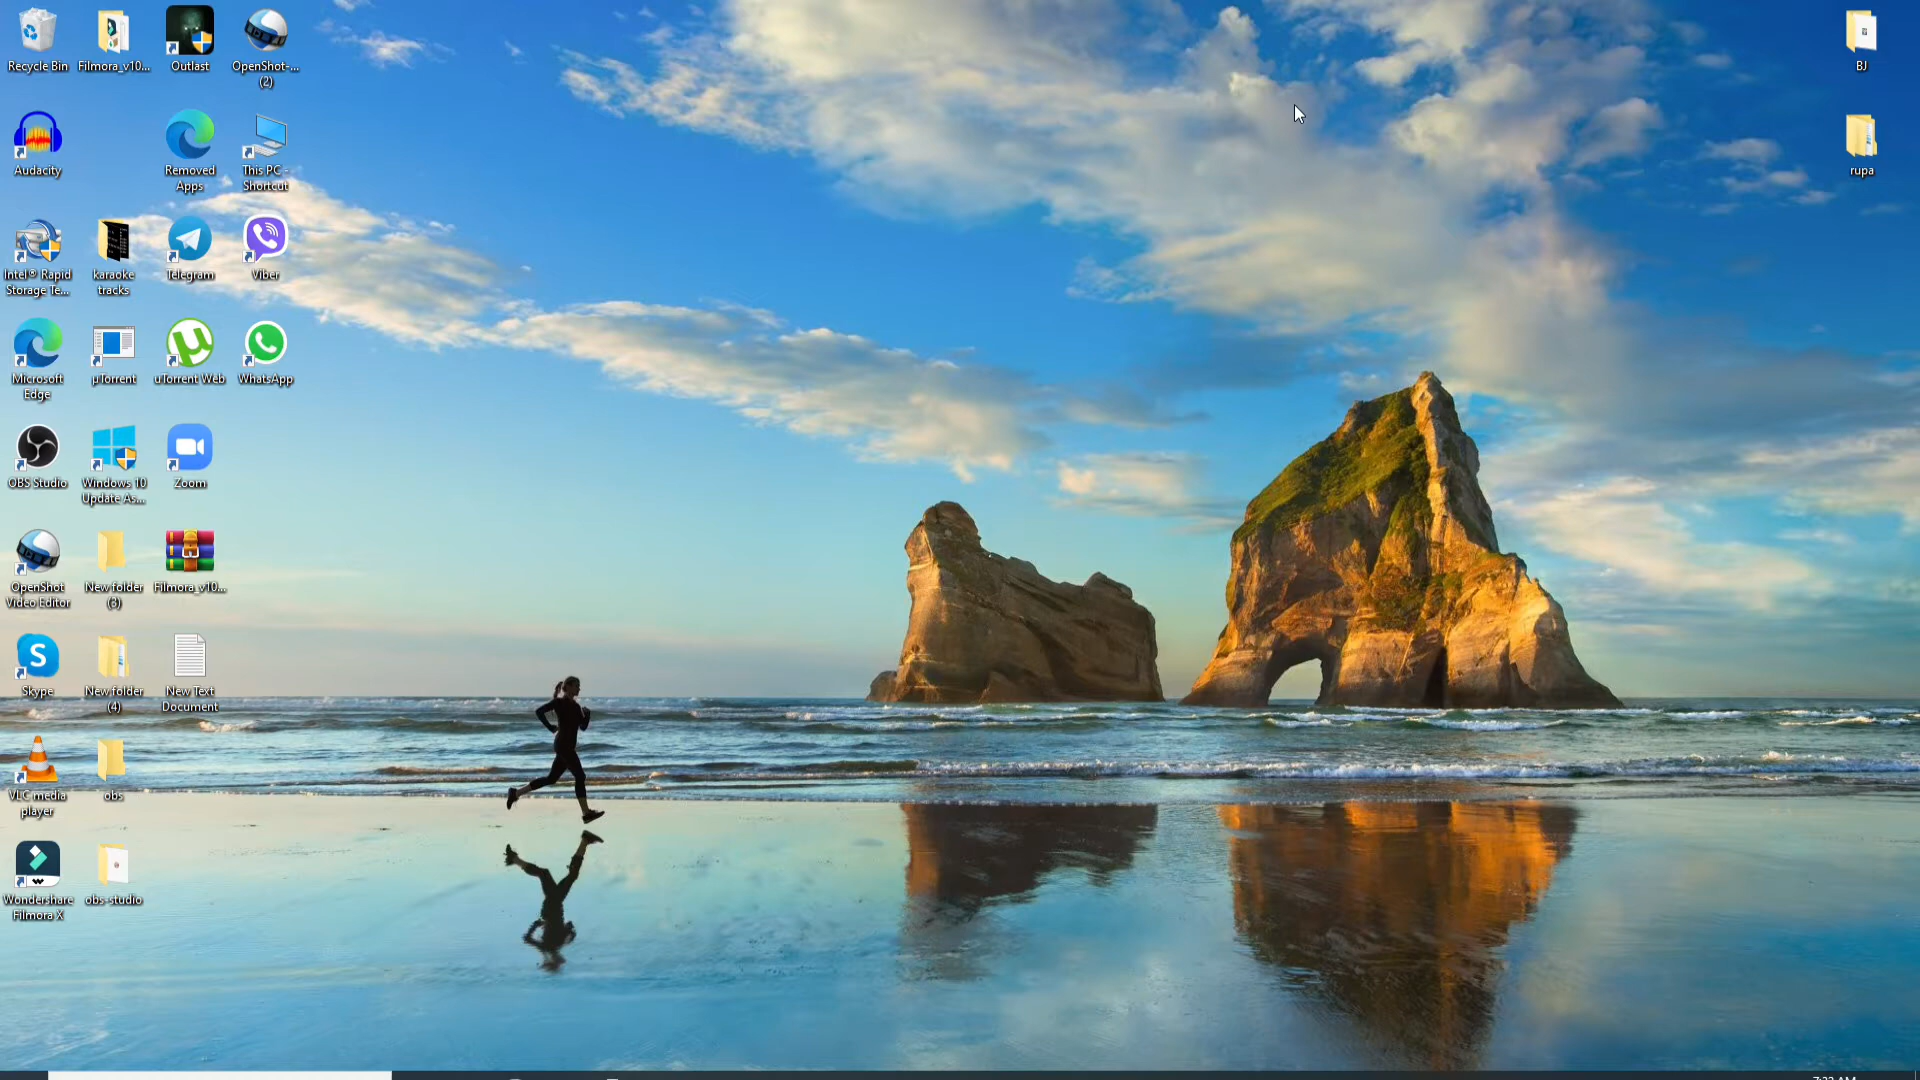 Recycle Bin
Filmora_v10...
Outlast
OpenShot-...
(2)
BJ
Audacity
Removed
Apps
This PC -
Shortcut
rupa
Intel® Rapid
Storage Te...
karaoke
tracks
Telegram
Viber
Microsoft
Edge
µTorrent
uTorrent Web
WhatsApp
OBS Studio
Windows 10
Update As...
Zoom
OpenShot
Video Editor
New folder
(3)
Filmora_v10...
Skype
New folder
(4)
New Text
Document
VLC media
player
obs
Wondershare
Filmora X
obs-studio